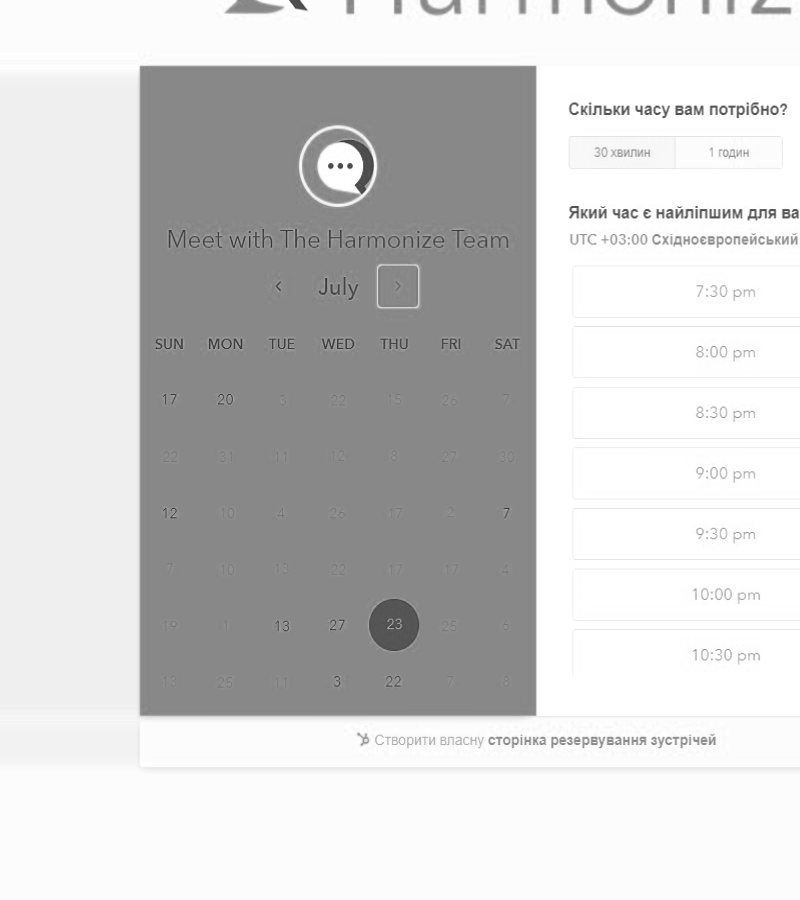 Harmoniz
Meet with The Harmonize Team
July
SUN MON TUE WED THU FRI SAT
17 20 3 22 15 26 7
22 31 11 12 8 27 30
12 10 4 26 17 2 7
7 10 13 22 17 17 4
19 1 13 27 23 25 6
13 25 11 3 22 7 8
Скільки часу вам потрібно?
30 хвилин 1 годин
Який час є найліпшим для ва
UTC +03:00 Східноєвропейський
7:30 pm
8:00 pm
8:30 pm
9:00 pm
9:30 pm
10:00 pm
10:30 pm
Створити власну сторінка резервування зустрічей